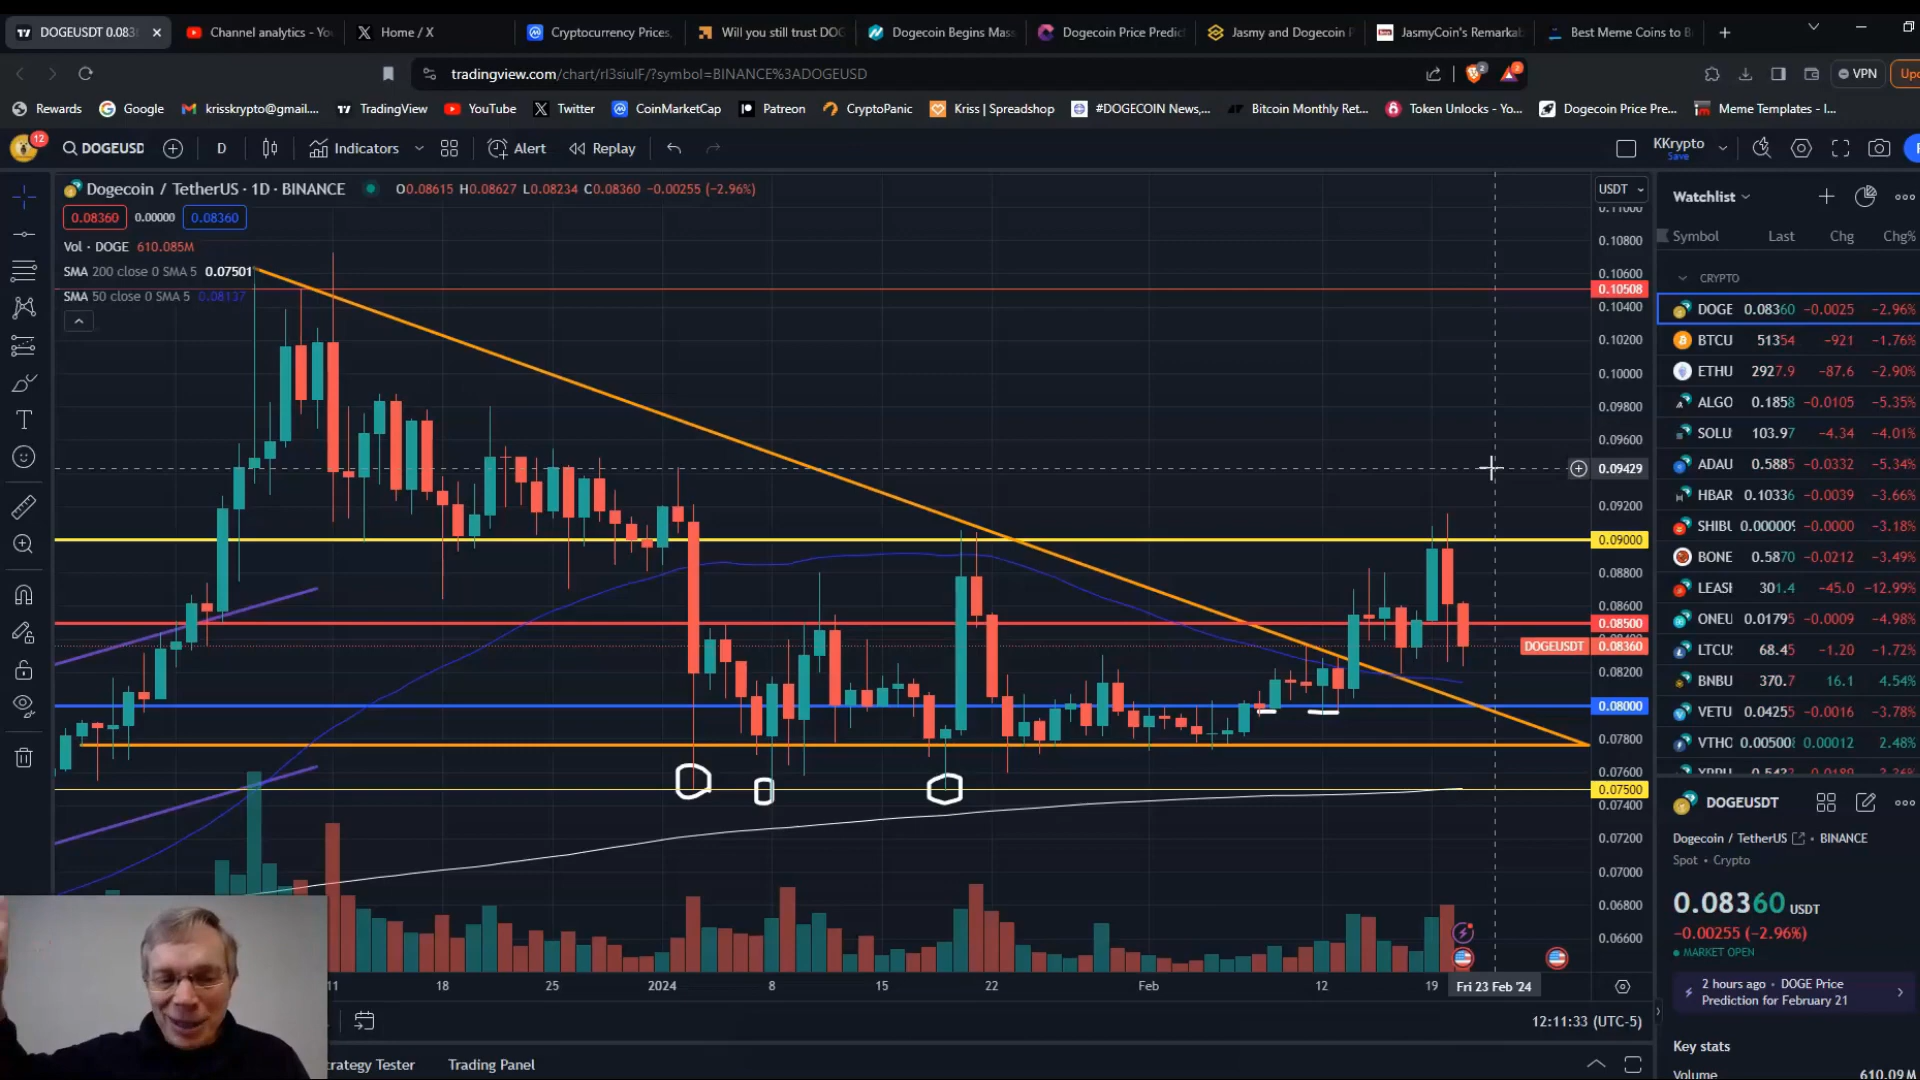 DOGEUSDT 0.083
Channel analytics - Yo
Home / X
Cryptocurrency Prices,
Will you still trust DOG
Dogecoin Begins Mass
Dogecoin Price Predict
Jasmy and Dogecoin P
JasmyCoin's Remarkab
Best Meme Coins to B
tradingview.com/chart/rl3siulF/?symbol=BINANCE%3ADOGEUSD
2
2
VPN
Upd
Rewards
Google
krisskrypto@gmail....
TradingView
YouTube
Twitter
CoinMarketCap
Patreon
CryptoPanic
Kriss | Spreadshop
#DOGECOIN News,...
Bitcoin Monthly Ret...
Token Unlocks - Yo...
Dogecoin Price Pre...
Meme Templates - I...
12
DOGEUSD
D
Indicators
Alert
Replay
KKrypto
Save
P
Dogecoin / TetherUS · 1D · BINANCE
O0.08615 H0.08627 L0.08234 C0.08360 −0.00255 (−2.96%)
USDT
0.08360
0.00000
0.08360
Vol · DOGE 610.085M
SMA 200 close 0 SMA 5 0.07501
SMA 50 close 0 SMA 5 0.08137
0.11000
0.10800
0.10600
0.10508
0.10400
0.10200
0.10000
0.09800
0.09600
0.09429
0.09200
0.09000
0.08800
0.08600
0.08500
0.08400
DOGEUSDT 0.08360
0.08200
0.08000
0.07800
0.07600
0.07500
0.07400
0.07200
0.07000
0.06800
0.06600
11
18
25
2024
8
15
22
Feb
12
19
Fri 23 Feb '24
12:11:33 (UTC-5)
trategy Tester
Trading Panel
Watchlist
Symbol Last Chg Chg%
CRYPTO
DOGE 0.08360 −0.0025 −2.96%
BTCU 51354 −921 −1.76%
ETHU 2927.9 −87.6 −2.90%
ALGO 0.1858 −0.0105 −5.35%
SOLU 103.97 −4.34 −4.01%
ADAU 0.5885 −0.0332 −5.34%
HBAR 0.10336 −0.0039 −3.66%
SHIBU 0.000009 −0.0000 −3.18%
BONE 0.5870 −0.0212 −3.49%
LEASH 301.4 −45.0 −12.99%
ONEU 0.01795 −0.0009 −4.98%
LTCU 68.45 −1.20 −1.72%
BNBU 370.7 16.1 4.54%
VETU 0.04255 −0.0016 −3.78%
VTHO 0.00500 0.00012 2.48%
DOGEUSDT
Dogecoin / TetherUS · BINANCE
Spot · Crypto
0.08360 USDT
−0.00255 (−2.96%)
MARKET OPEN
2 hours ago · DOGE Price
Prediction for February 21
Key stats
Volume 610.09M